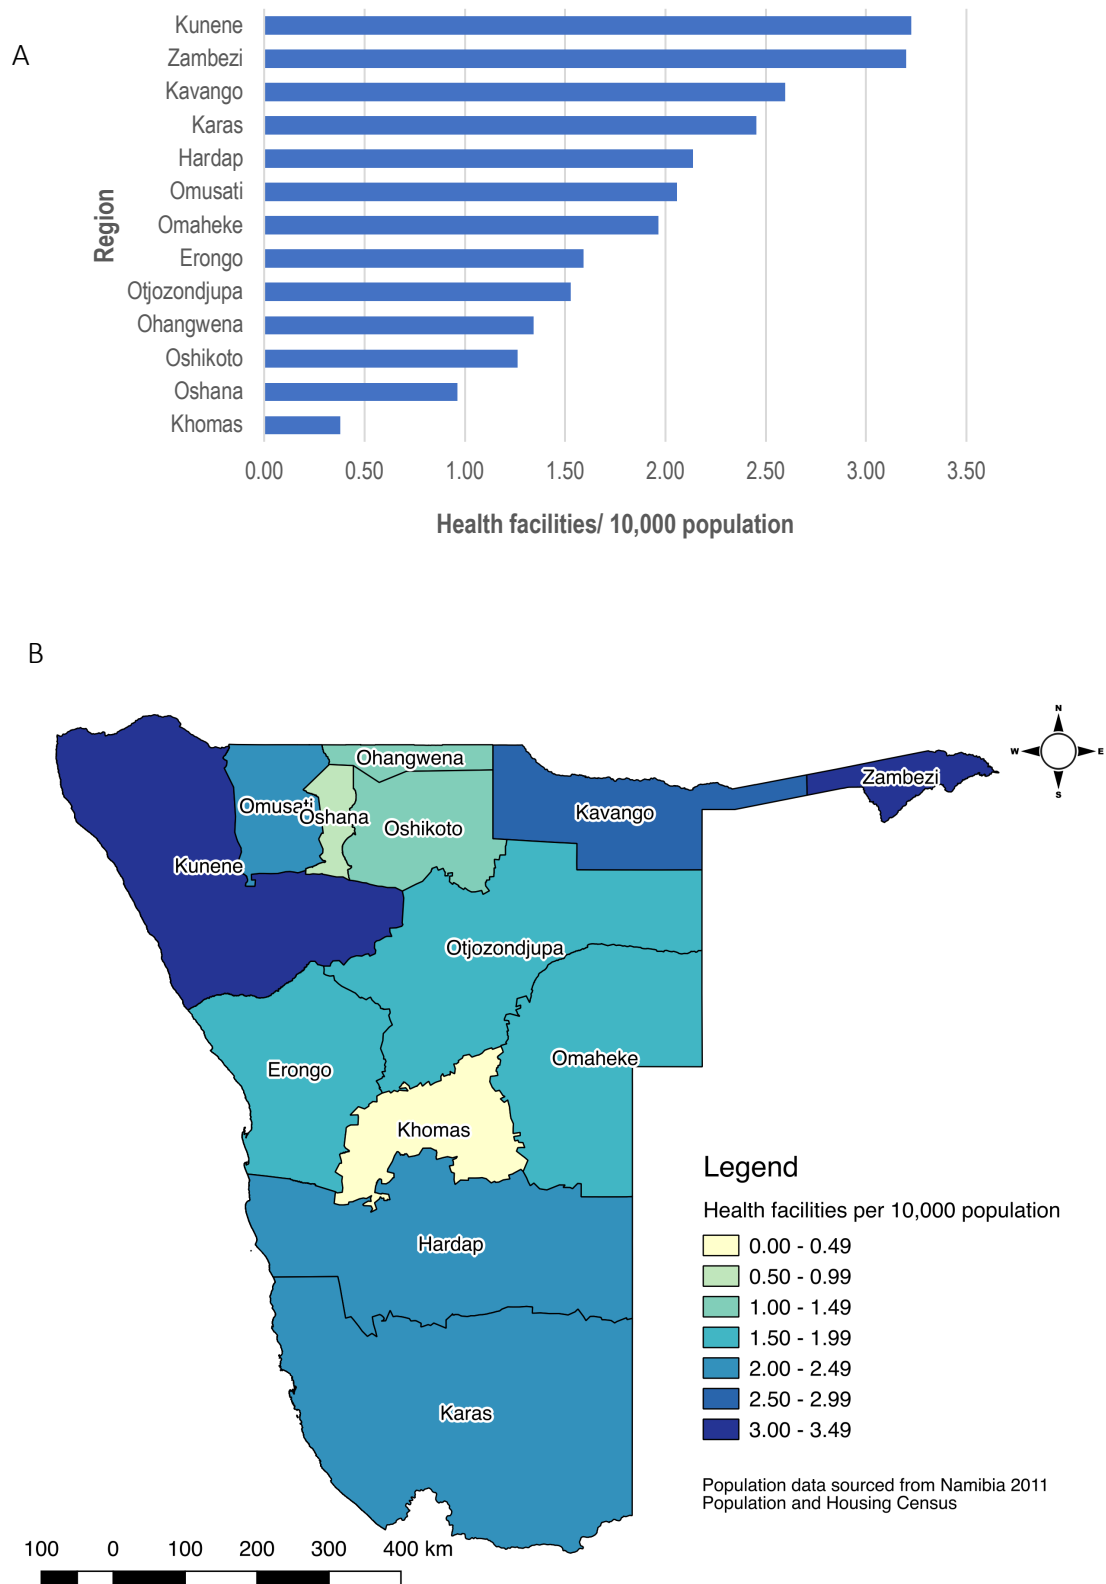 A
Kunene
Zambezi
Kavango
Karas
Hardap
Omusati
Omaheke
Erongo
Otjozondjupa
Ohangwena
Oshikoto
Oshana
Khomas
Region
0.00 0.50 1.00 1.50 2.00 2.50 3.00 3.50
Health facilities/ 10,000 population
B
N
W E
S
Ohangwena
Zambezi
Omusati
Oshana
Kavango
Oshikoto
Kunene
Otjozondjupa
Omaheke
Erongo
Khomas
Hardap
Karas
Legend
Health facilities per 10,000 population
0.00 - 0.49
0.50 - 0.99
1.00 - 1.49
1.50 - 1.99
2.00 - 2.49
2.50 - 2.99
3.00 - 3.49
Population data sourced from Namibia 2011
Population and Housing Census
100 0 100 200 300 400 km